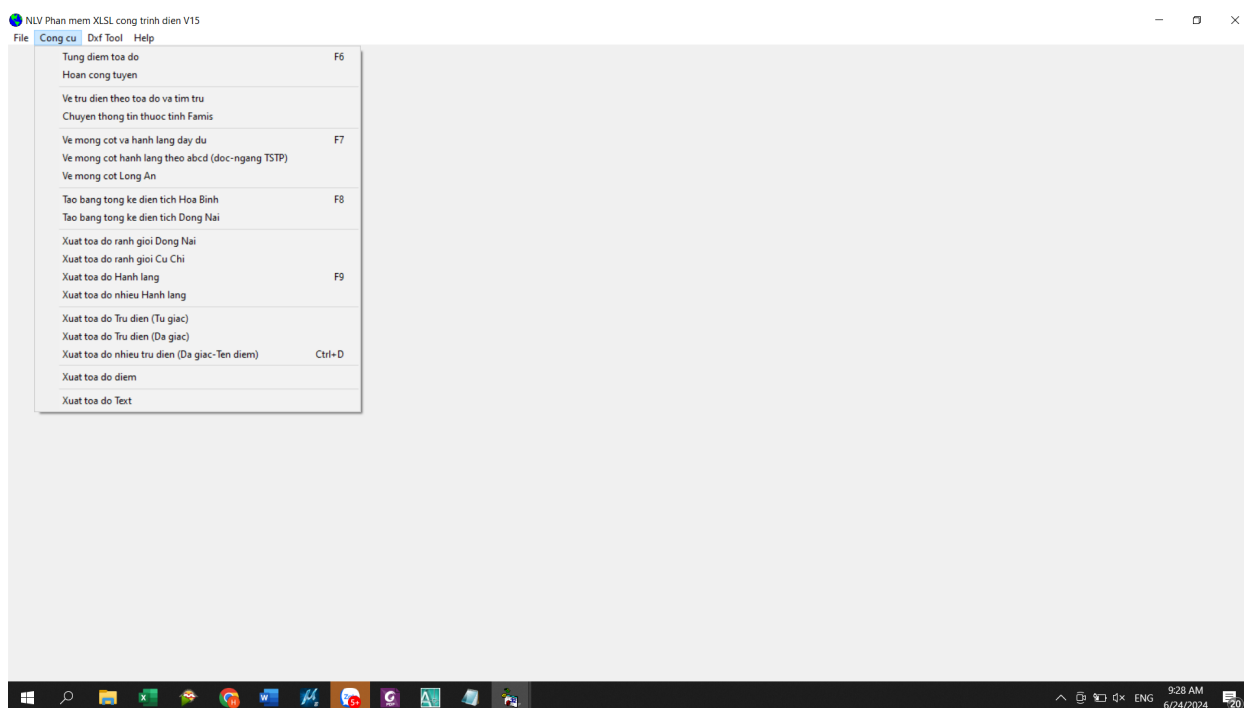 NLV Phan mem XLSL cong trinh dien V15
File Cong cu Dxf Tool Help
Tung diem toa do F6
Hoan cong tuyen
Ve tru dien theo toa do va tim tru
Chuyen thong tin thuoc tinh Famis
Ve mong cot va hanh lang day du F7
Ve mong cot hanh lang theo abcd (doc-ngang TSTP)
Ve mong cot Long An
Tao bang tong ke dien tich Hoa Binh F8
Tao bang tong ke dien tich Dong Nai
Xuat toa do ranh gioi Dong Nai
Xuat toa do ranh gioi Cu Chi
Xuat toa do Hanh lang F9
Xuat toa do nhieu Hanh lang
Xuat toa do Tru dien (Tu giac)
Xuat toa do Tru dien (Da giac)
Xuat toa do nhieu tru dien (Da giac-Ten diem) Ctrl+D
Xuat toa do diem
Xuat toa do Text
ENG
9:28 AM
6/24/2024
20
5+